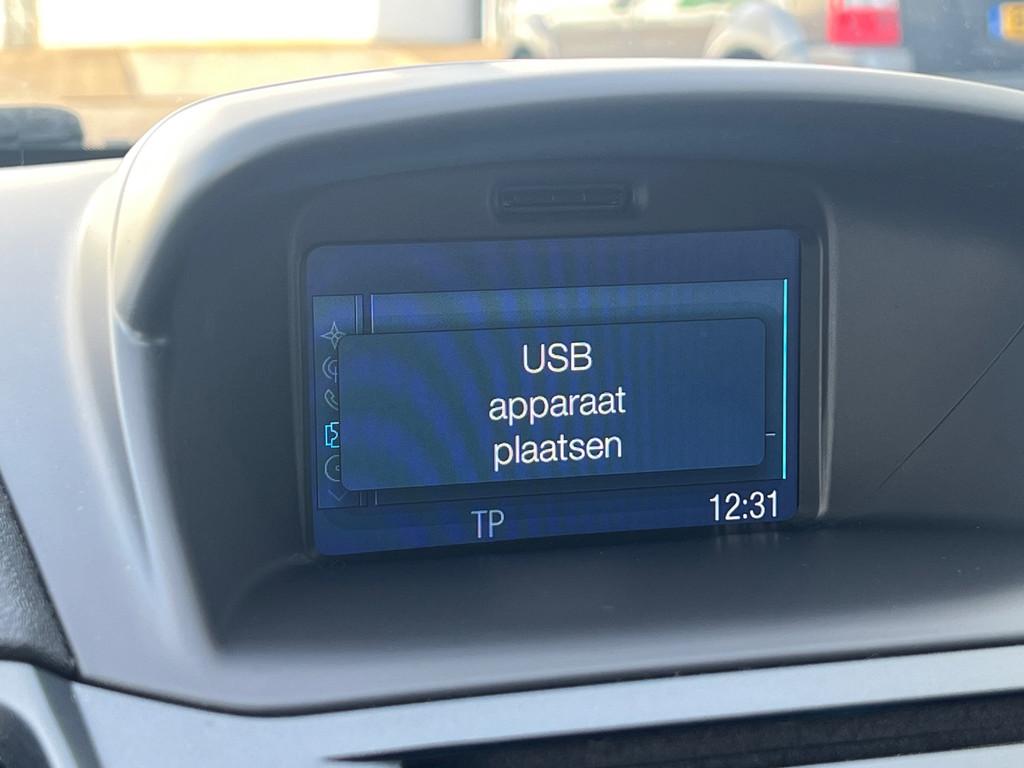 USB
apparaat
plaatsen
TP
12:31